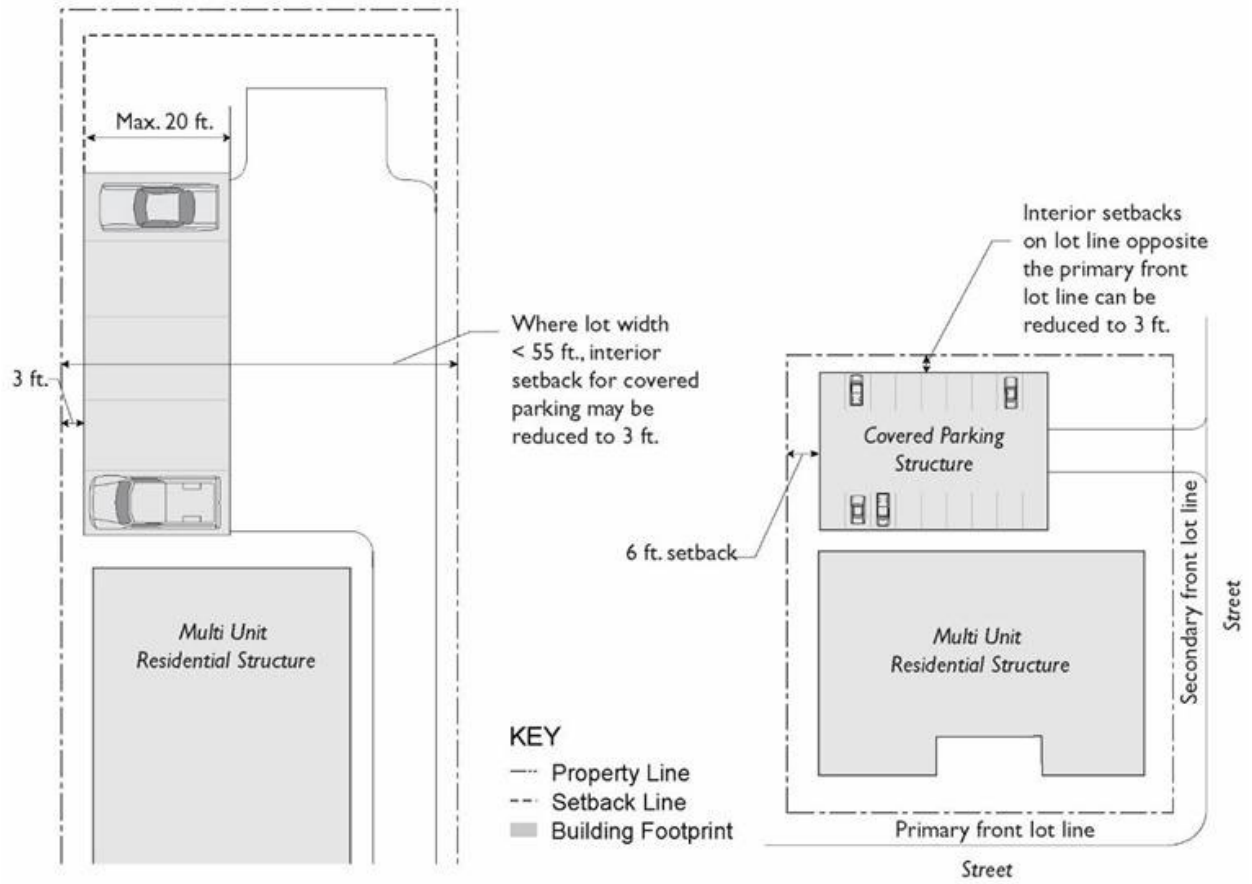 Max. 20 ft.
3 ft.
Where lot width
< 55 ft., interior
setback for covered
parking may be
reduced to 3 ft.
Multi Unit
Residential Structure
KEY
Property Line
Setback Line
Building Footprint
Interior setbacks
on lot line opposite
the primary front
lot line can be
reduced to 3 ft.
Covered Parking
Structure
6 ft. setback
Multi Unit
Residential Structure
Secondary front lot line
Street
Primary front lot line
Street